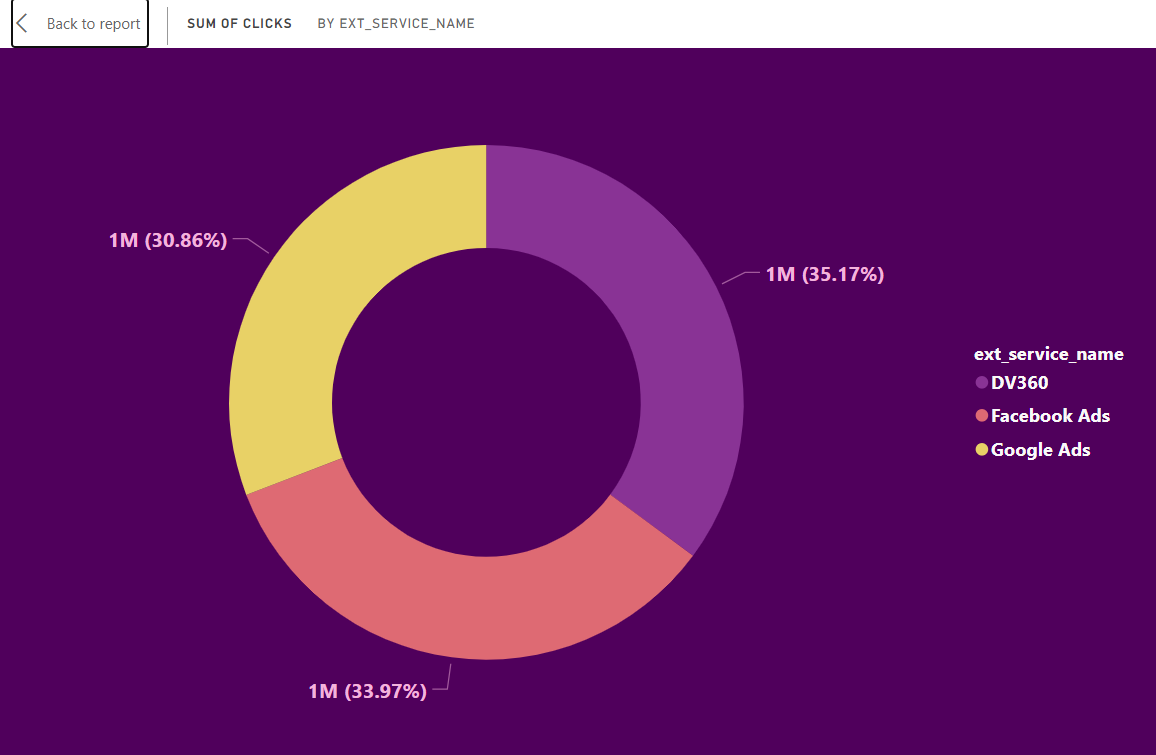 Back to report
SUM OF CLICKS BY EXT_SERVICE_NAME
1M (30.86%)
1M (35.17%)
1M (33.97%)
ext_service_name
DV360
Facebook Ads
Google Ads